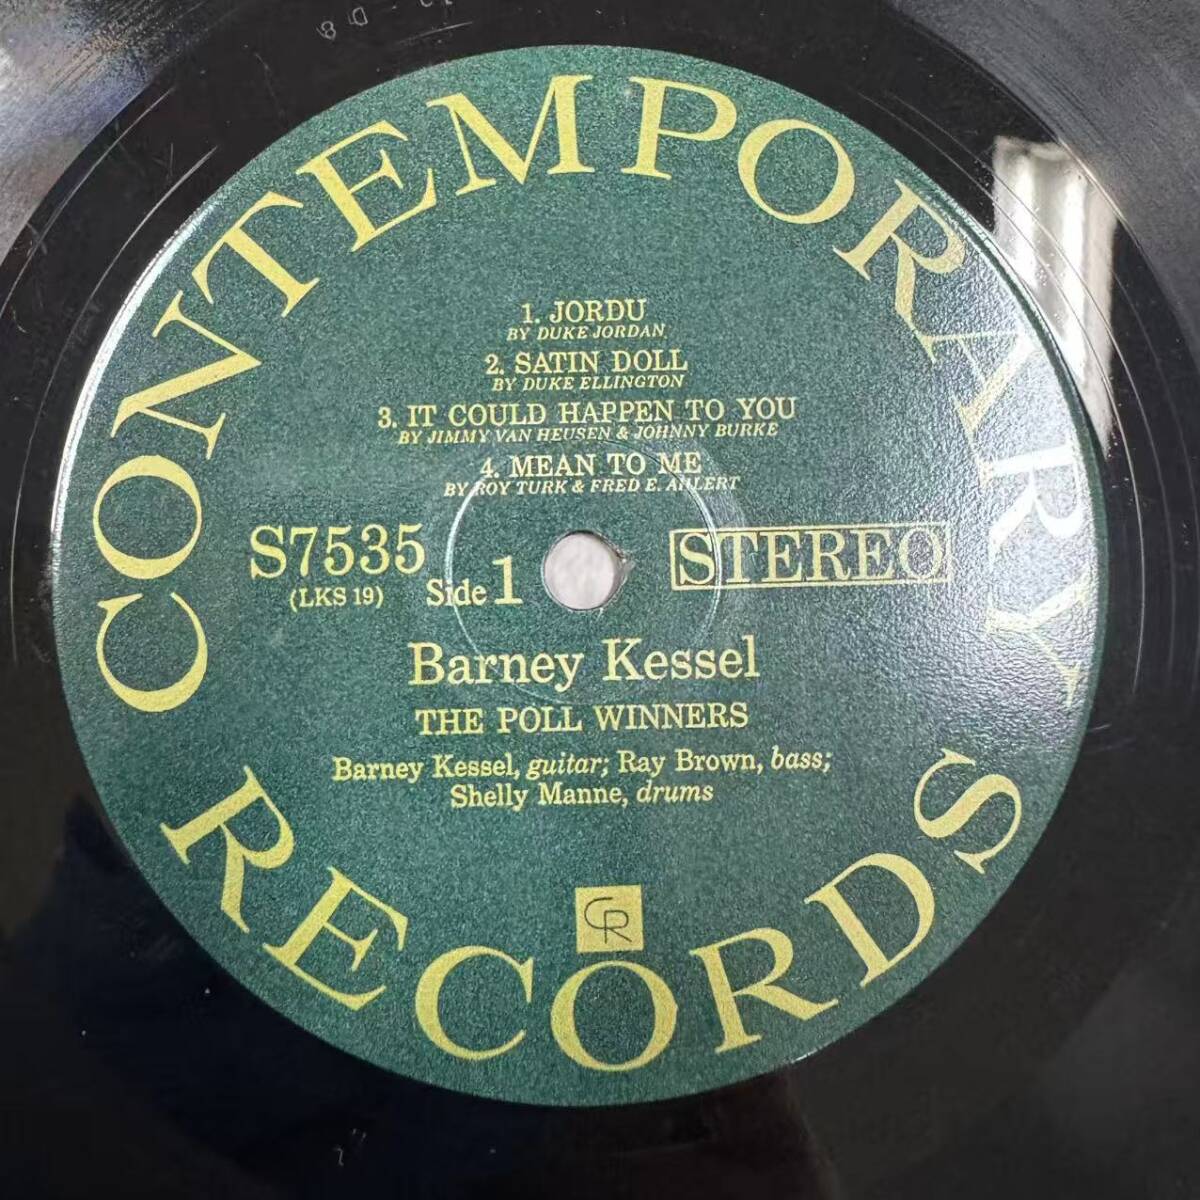 CONTEMPORARY
1. JORDU
BY DUKE JORDAN
2. SATIN DOLL
BY DUKE ELLINGTON
3. IT COULD HAPPEN TO YOU
BY JIMMY VAN HEUSEN & JOHNNY BURKE
4. MEAN TO ME
BY ROY TURK & FRED E. AHLERT
S7535
(LKS 19)
Side 1
STEREO
Barney Kessel
THE POLL WINNERS
Barney Kessel, guitar; Ray Brown, bass;
Shelly Manne, drums
CR
RECORDS